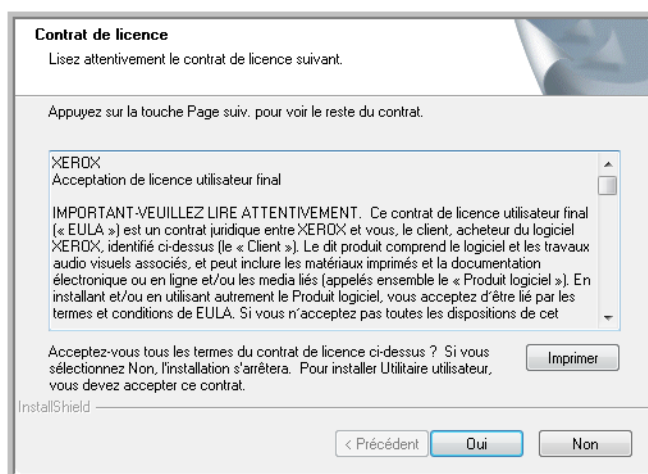 Contrat de licence
Lisez attentivement le contrat de licence suivant.
Appuyez sur la touche Page suiv. pour voir le reste du contrat.
XEROX
Acceptation de licence utilisateur final
IMPORTANT-VEUILLEZ LIRE ATTENTIVEMENT.  Ce contrat de licence utilisateur final
(« EULA ») est un contrat juridique entre XEROX et vous, le client, acheteur du logiciel
XEROX, identifié ci-dessus (le « Client »). Le dit produit comprend le logiciel et les travaux
audio visuels associés, et peut inclure les matériaux imprimés et la documentation
électronique ou en ligne et/ou les media liés (appelés ensemble le « Produit logiciel »). En
installant et/ou en utilisant autrement le Produit logiciel, vous acceptez d'être lié par les
termes et conditions de EULA. Si vous n'acceptez pas toutes les dispositions de cet
Acceptez-vous tous les termes du contrat de licence ci-dessus ?  Si vous
sélectionnez Non, l'installation s'arrêtera.  Pour installer Utilitaire utilisateur,
vous devez accepter ce contrat.
Imprimer
InstallShield
< Précédent
Oui
Non